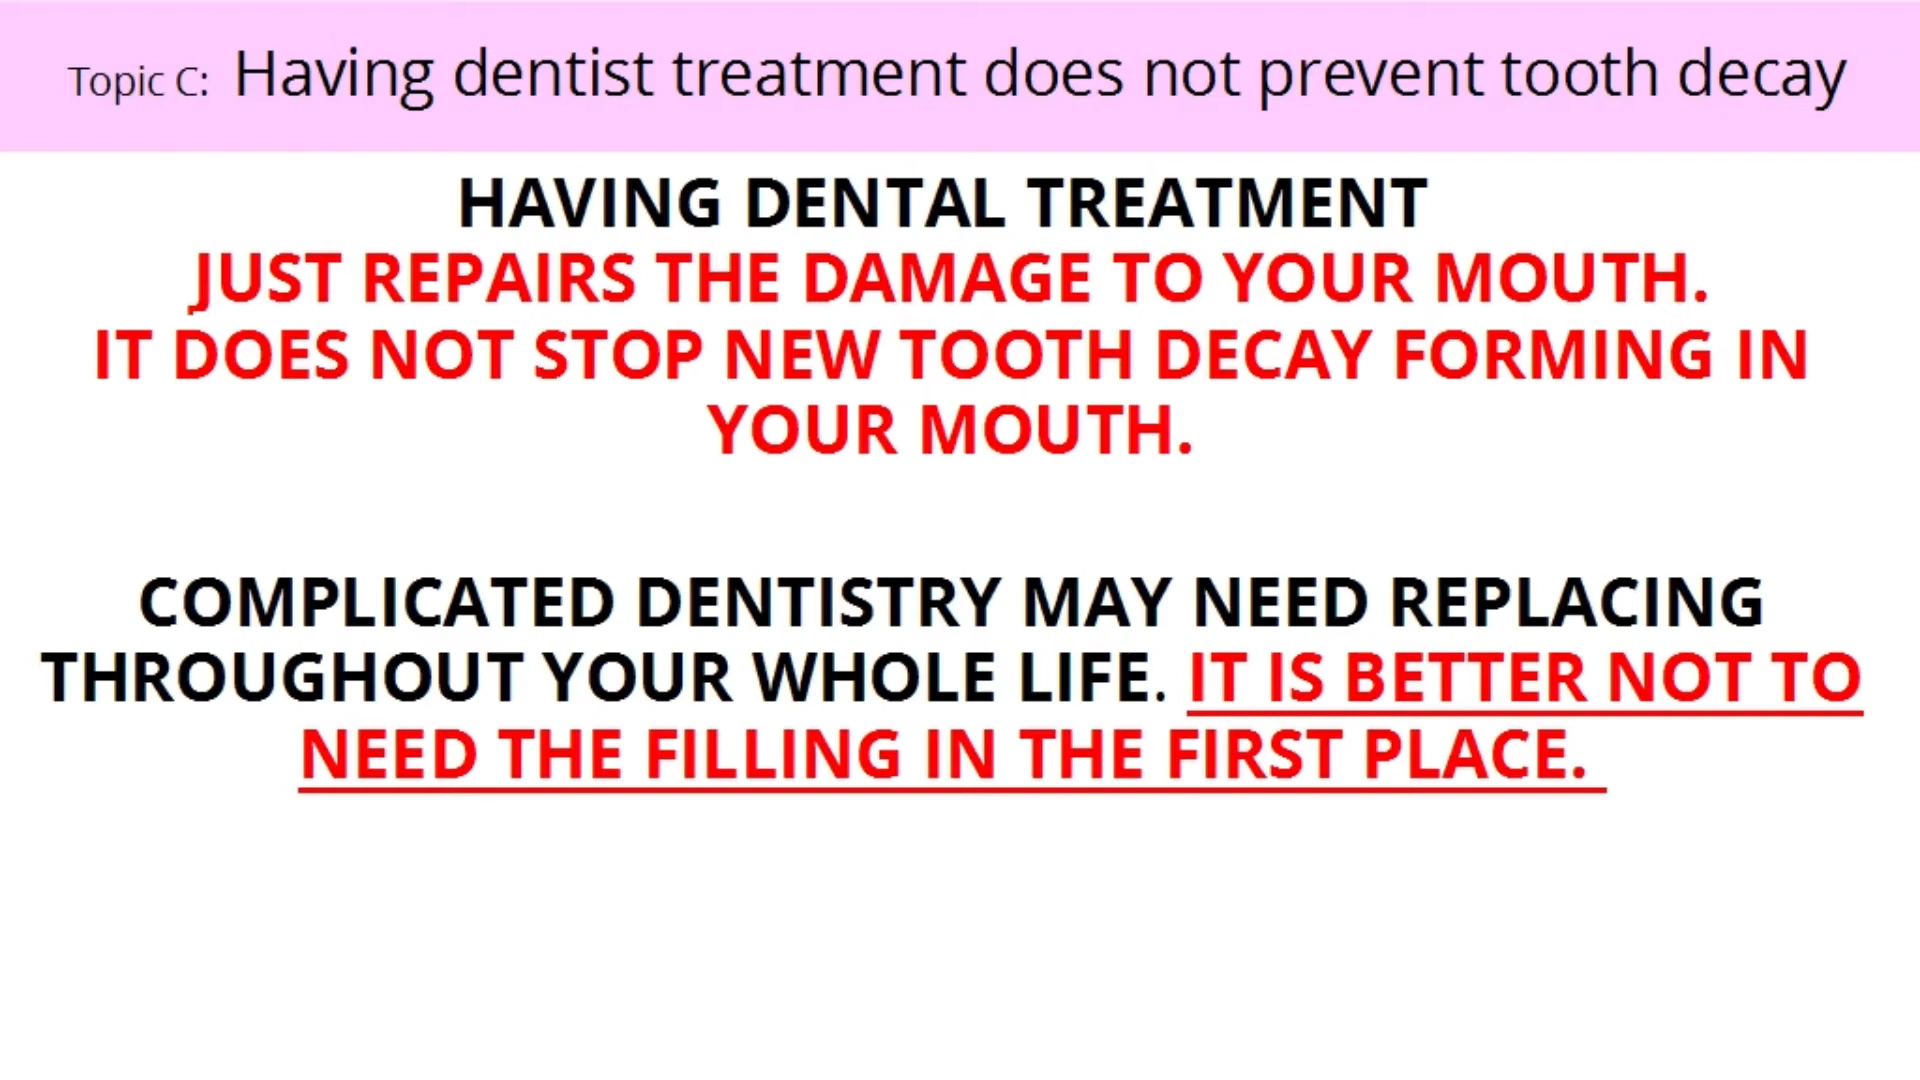 Topic C: Having dentist treatment does not prevent tooth decay
HAVING DENTAL TREATMENT
JUST REPAIRS THE DAMAGE TO YOUR MOUTH.
IT DOES NOT STOP NEW TOOTH DECAY FORMING IN
YOUR MOUTH.
COMPLICATED DENTISTRY MAY NEED REPLACING
THROUGHOUT YOUR WHOLE LIFE. IT IS BETTER NOT TO
NEED THE FILLING IN THE FIRST PLACE.